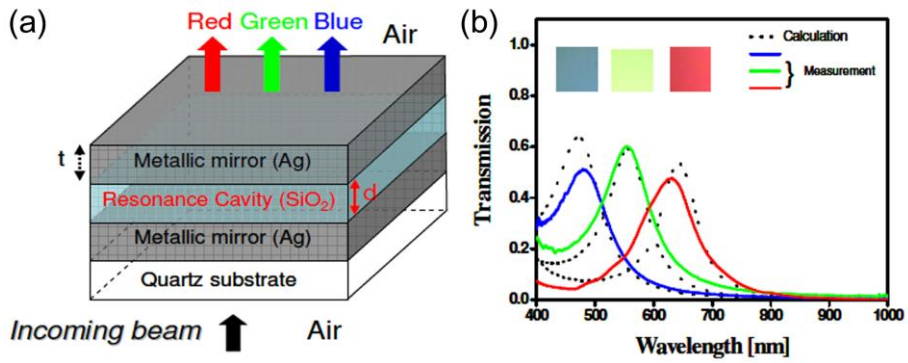 (a)
Red Green Blue
Air
t
Metallic mirror (Ag)
Resonance Cavity (SiO₂)
d
Metallic mirror (Ag)
Quartz substrate
Incoming beam
Air
(b)
Transmission
1.0
0.8
0.6
0.4
0.2
0.0
Calculation
} Measurement
400 500 600 700 800 900 1000
Wavelength [nm]